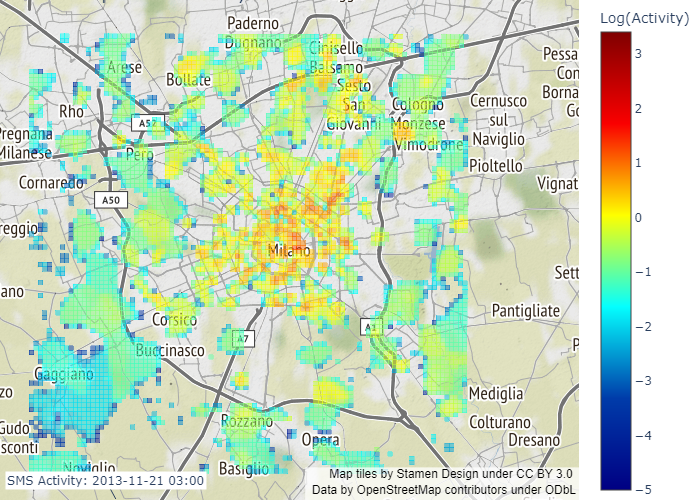 Log(Activity)
Paderno
Dugnano
Cinisello
Balsamo
Arese
Bollate
Sesto
San
Giovanni
Pessa
Con
Borna
Go
Rho
Cologno
Monzese
Cernusco
sul
Naviglio
A52
Pregnana
Milanese
Pero
Vimodrone
Pioltello
Cornaredo
Vignat
A50
reggio
Milano
Sett
ano
Pantigliate
Corsico
A7
A1
Buccinasco
P
Gaggiano
zo
Mediglia
Rozzano
Colturano
Gudo
sconti
Opera
Dresano
Noviglio
Basiglio
SMS Activity: 2013-11-21 03:00
Map tiles by Stamen Design under CC BY 3.0
Data by OpenStreetMap contributors under ODbL
3
2
1
0
−1
−2
−3
−4
−5